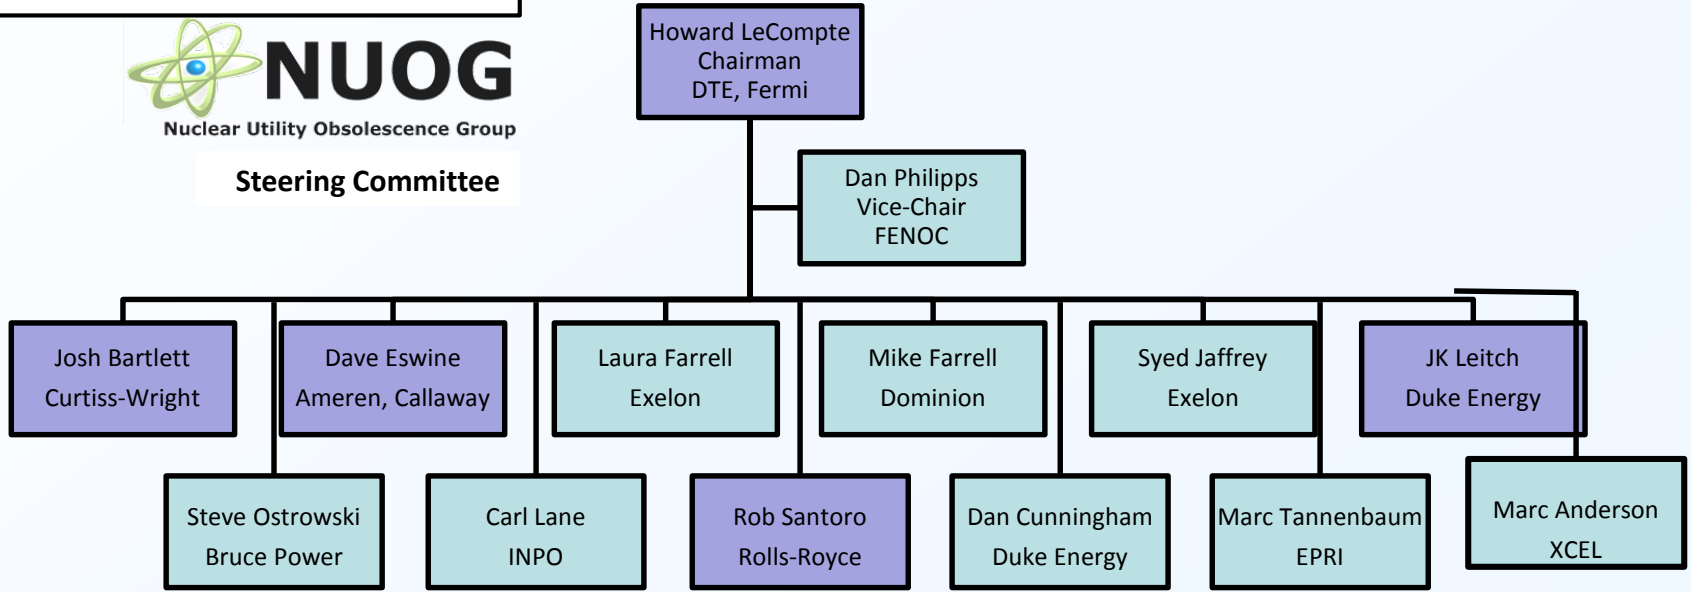 NUOG
Nuclear Utility Obsolescence Group
Steering Committee
Howard LeCompte
Chairman
DTE, Fermi
Dan Philipps
Vice-Chair
FENOC
Josh Bartlett
Curtiss-Wright
Dave Eswine
Ameren, Callaway
Laura Farrell
Exelon
Mike Farrell
Dominion
Syed Jaffrey
Exelon
JK Leitch
Duke Energy
Steve Ostrowski
Bruce Power
Carl Lane
INPO
Rob Santoro
Rolls-Royce
Dan Cunningham
Duke Energy
Marc Tannenbaum
EPRI
Marc Anderson
XCEL